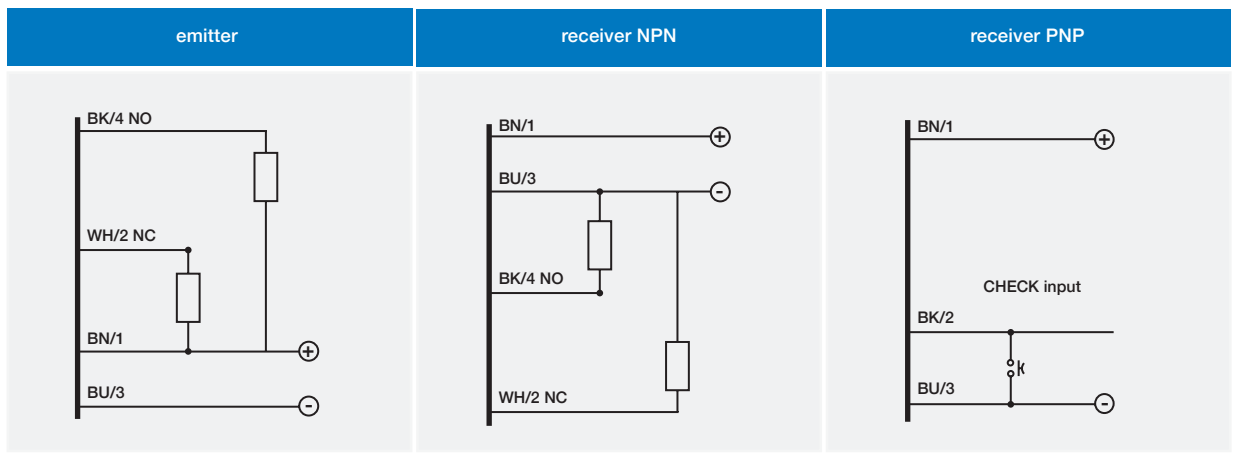 emitter
receiver NPN
receiver PNP
BK/4 NO
WH/2 NC
BN/1
+
BU/3
-
BN/1
+
BU/3
-
BK/4 NO
WH/2 NC
BN/1
+
CHECK input
BK/2
BU/3
-